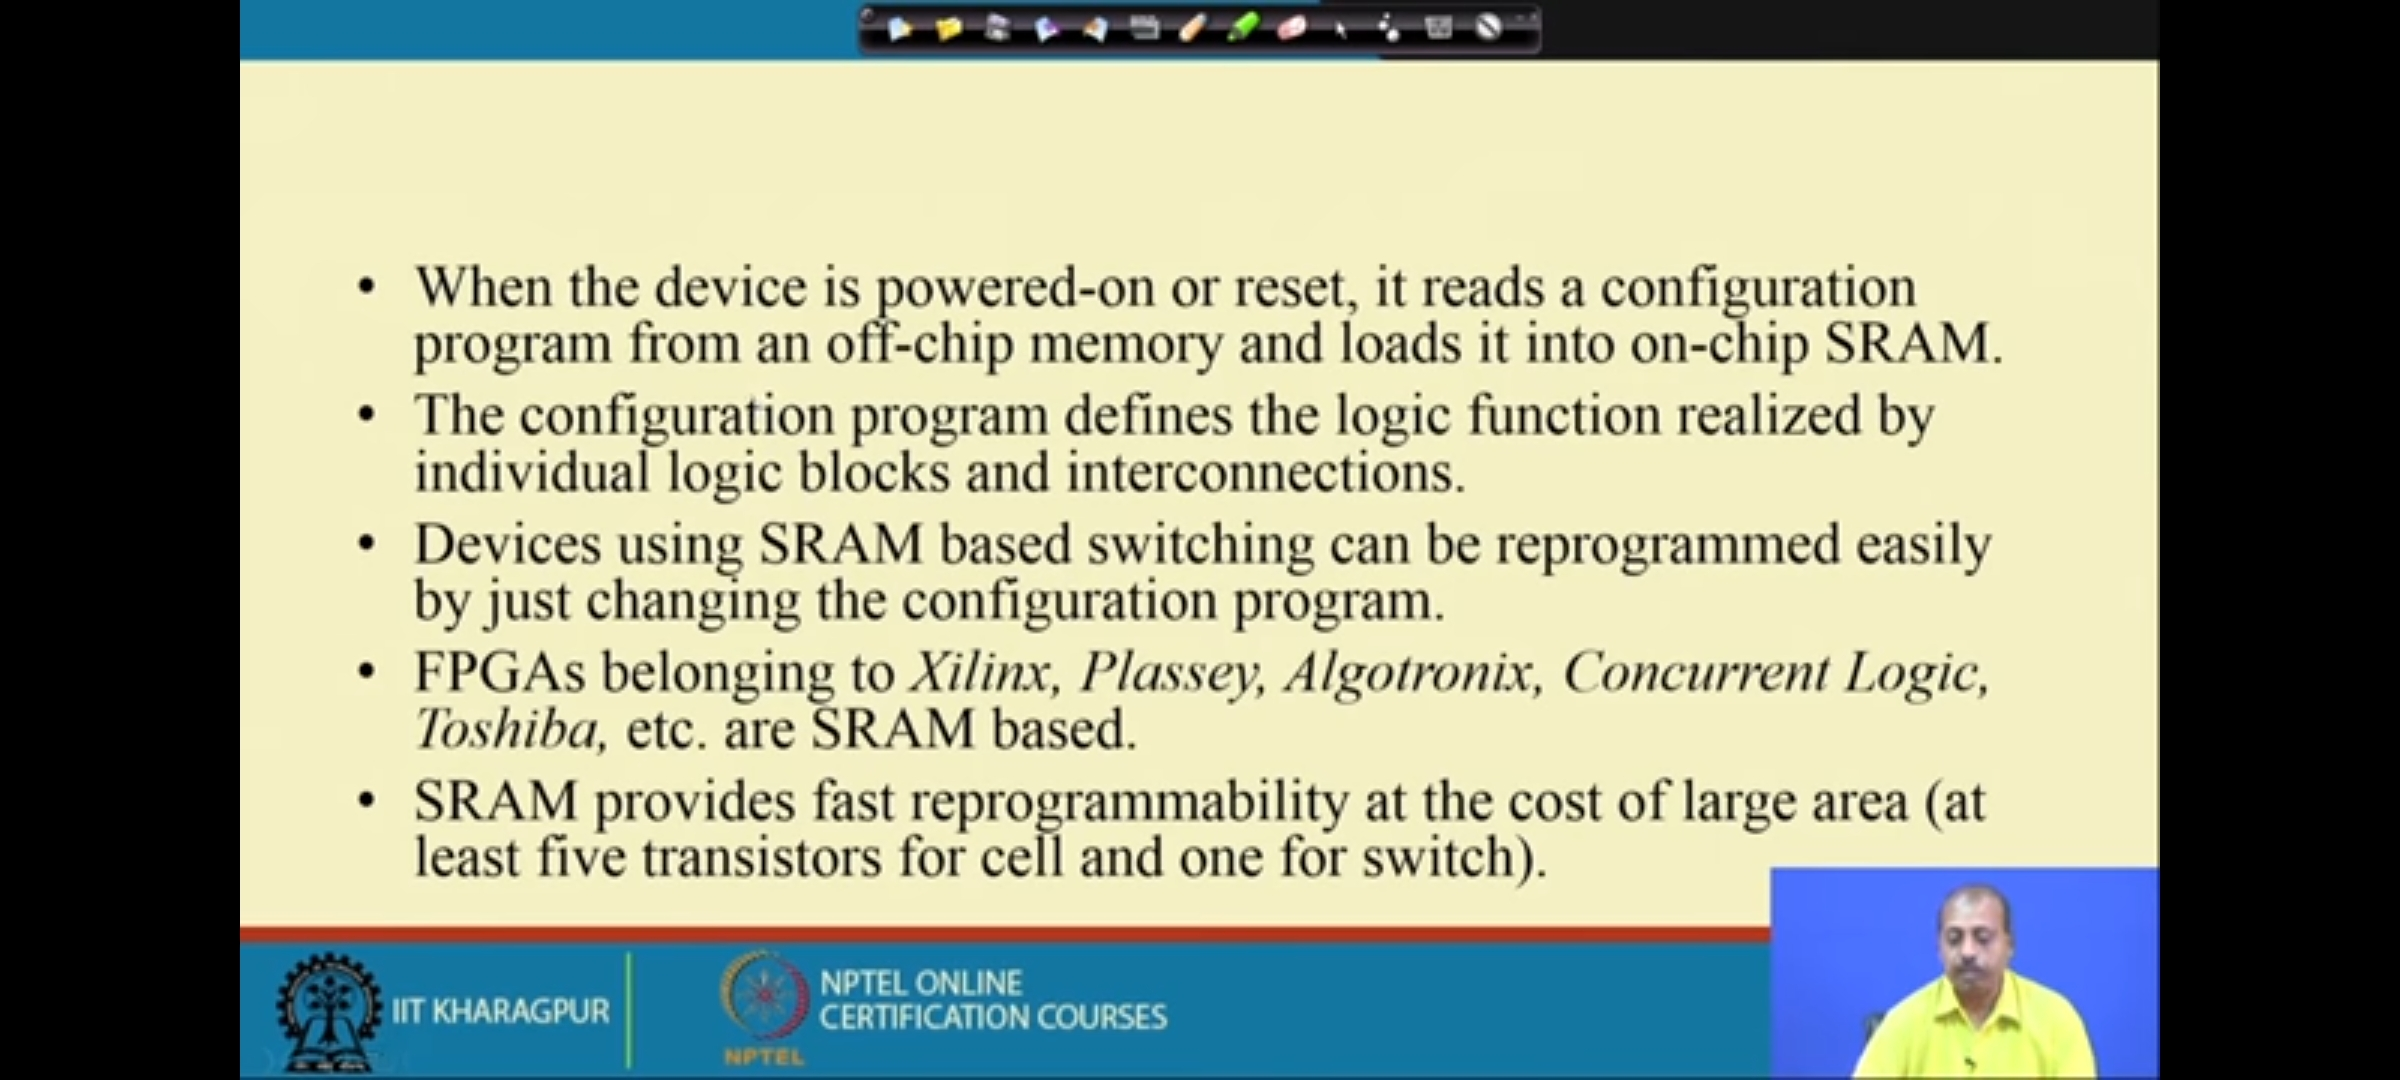 • When the device is powered-on or reset, it reads a configuration
program from an off-chip memory and loads it into on-chip SRAM.
• The configuration program defines the logic function realized by
individual logic blocks and interconnections.
• Devices using SRAM based switching can be reprogrammed easily
by just changing the configuration program.
• FPGAs belonging to Xilinx, Plassey, Algotronix, Concurrent Logic,
Toshiba, etc. are SRAM based.
• SRAM provides fast reprogrammability at the cost of large area (at
least five transistors for cell and one for switch).
IIT KHARAGPUR
NPTEL
NPTEL ONLINE
CERTIFICATION COURSES